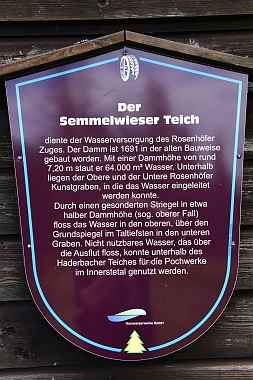 Der
Semmelwieser Teich
diente der Wasserversorgung des Rosenhöfer
Zuges. Der Damm ist 1691 in der alten Bauweise
gebaut worden. Mit einer Dammhöhe von rund
7,20 m staut er 64.000 m³ Wasser. Unterhalb
liegen der Obere und der Untere Rosenhöfer
Kunstgraben, in die das Wasser eingeleitet
werden konnte.
Durch einen gesonderten Striegel in etwa
halber Dammhöhe (sog. oberer Fall)
floss das Wasser in den oberen, über den
Grundspiegel im Taltiefsten in den unteren
Graben. Nicht nutzbares Wasser, das über
die Ausflut floss, konnte unterhalb des
Haderbacher Teiches für die Pochwerke
im Innerstetal genutzt werden.
Harzwasserwerke GmbH